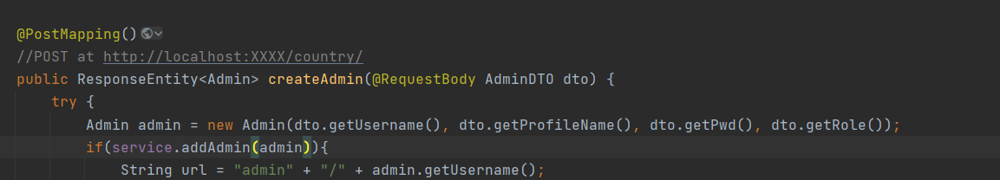 @PostMapping()
//POST at http://localhost:XXXX/country/
public ResponseEntity<Admin> createAdmin(@RequestBody AdminDTO dto) {
try {
Admin admin = new Admin(dto.getUsername(), dto.getProfileName(), dto.getPwd(), dto.getRole());
if(service.addAdmin(admin)){
String url = "admin" + "/" + admin.getUsername();